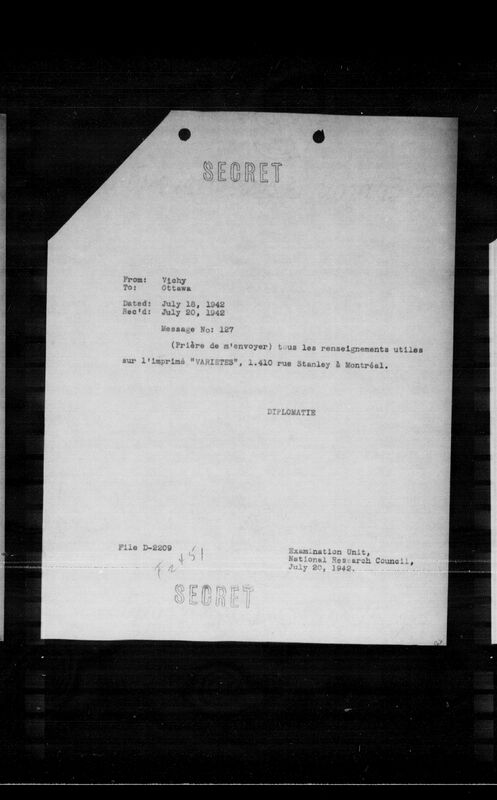 SECRET
From: Vichy
To: Ottawa
Dated: July 18, 1942
Rec'd: July 20, 1942
Message No: 127
(Prière de m'envoyer) tous les renseignements utiles
sur l'imprimé "VARIETES", 1.410 rue Stanley à Montréal.
DIPLOMATIE
File D-2209
Examination Unit,
National Research Council,
July 20, 1942.
SECRET